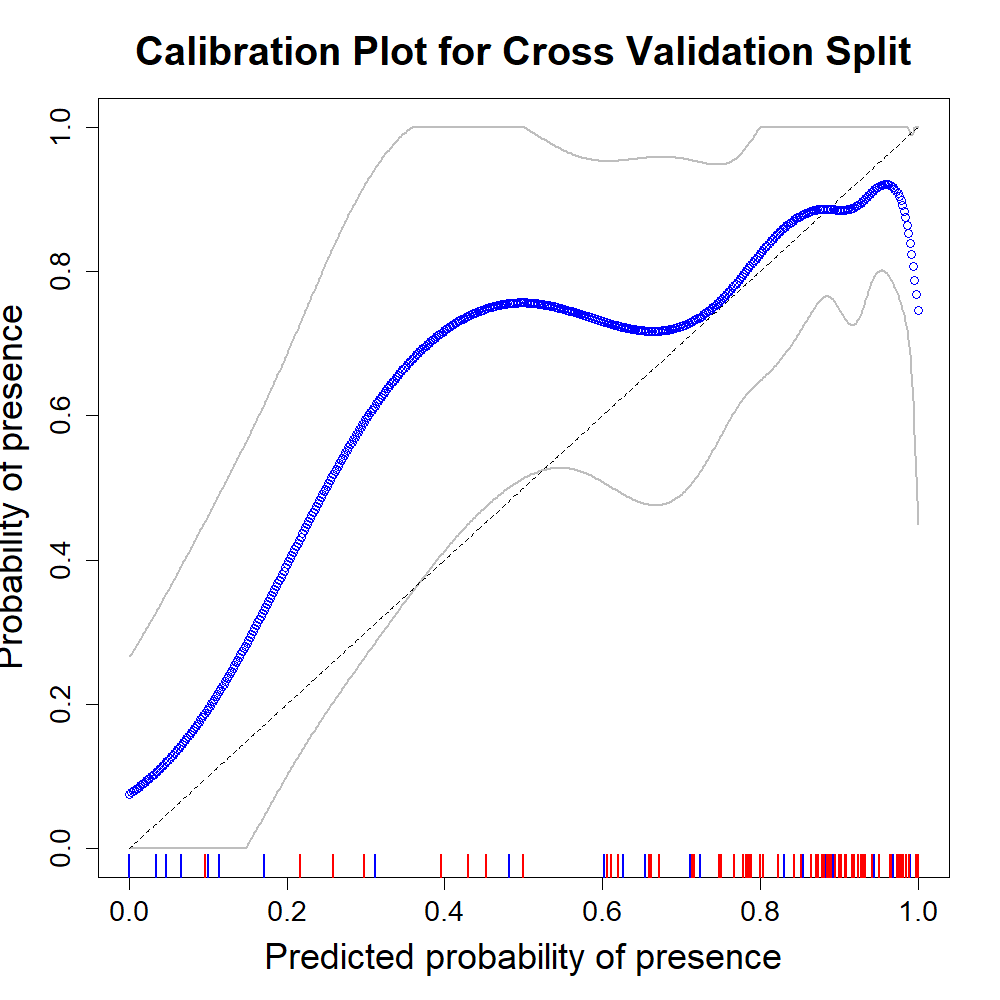 Calibration Plot for Cross Validation Split
Probability of presence
1.0
0.8
0.6
0.4
0.2
0.0
0.0 0.2 0.4 0.6 0.8 1.0
Predicted probability of presence